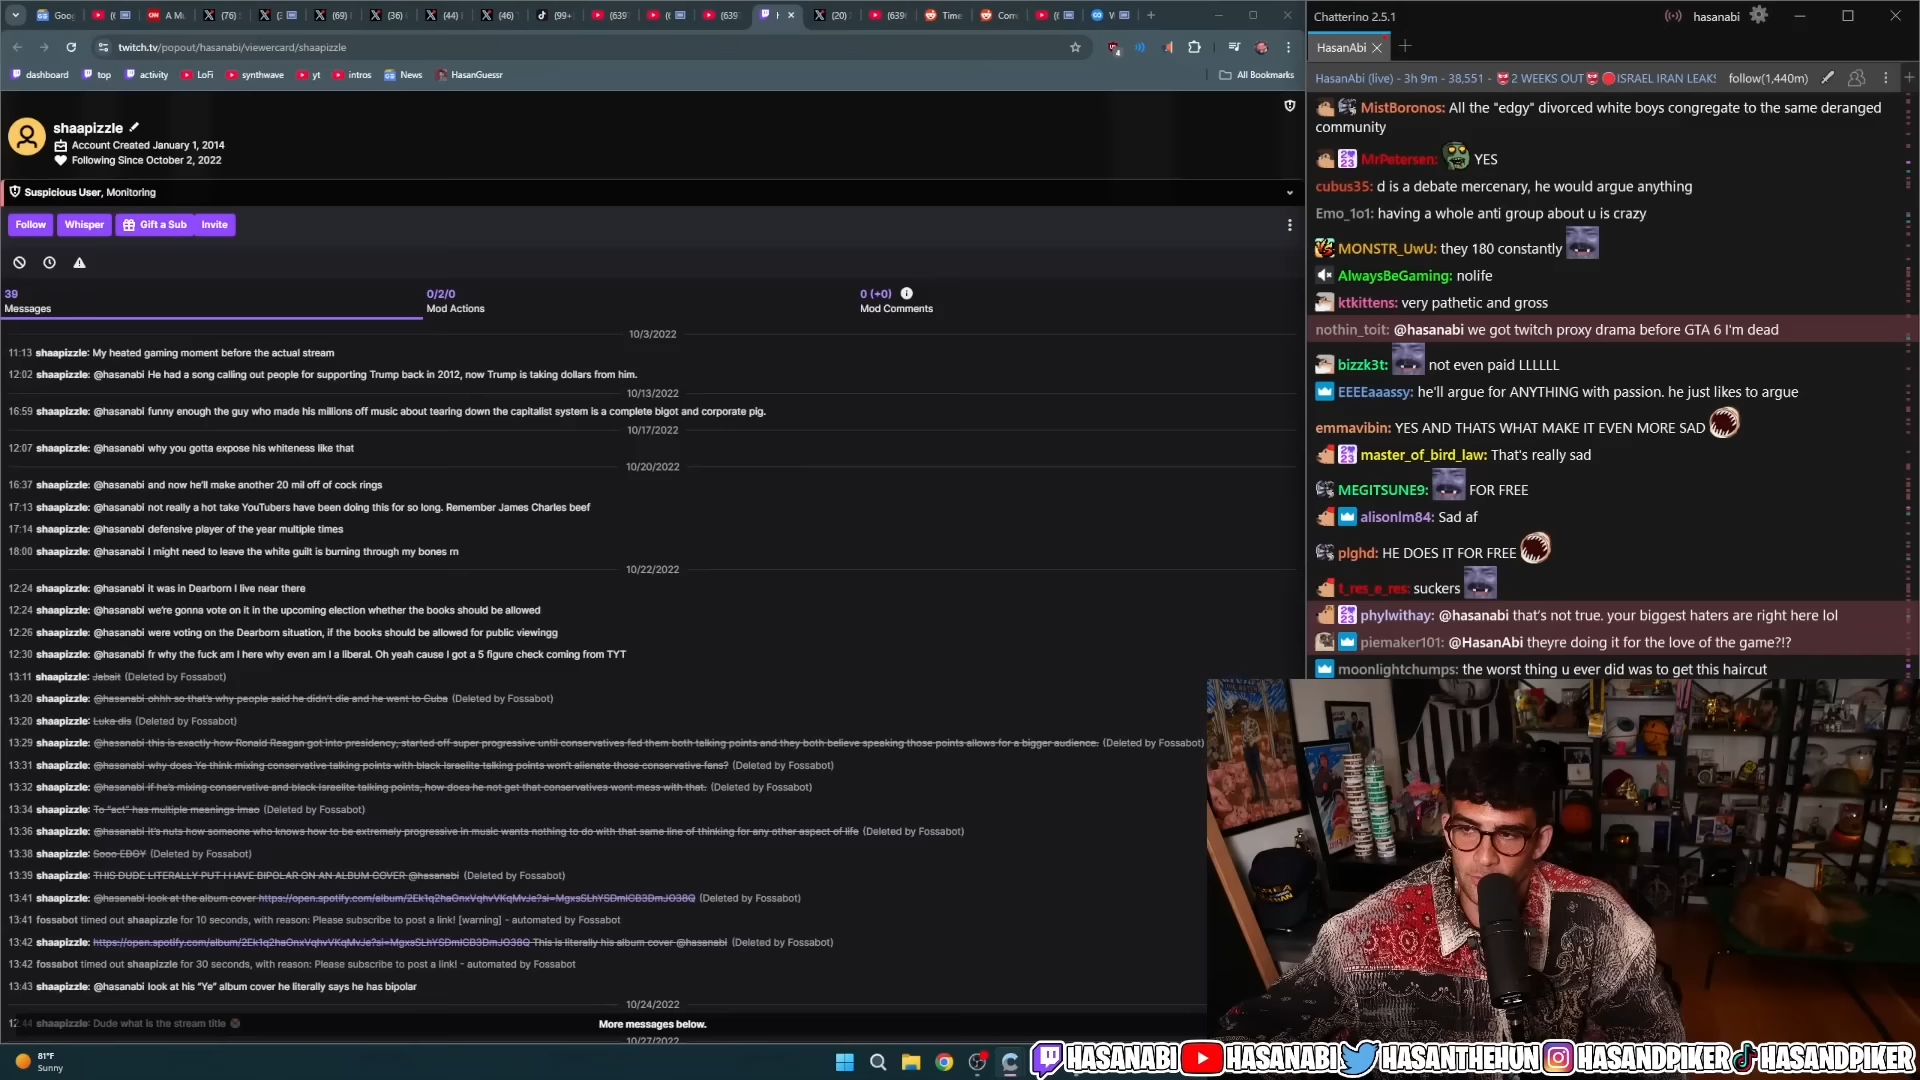 twitch.tv/popout/hasanabi/viewercard/shaapizzle
dashboard
top
activity
LoFi
synthwave
yt
intros
News
HasanGuessr
All Bookmarks
shaapizzle
Account Created January 1, 2014
Following Since October 2, 2022
Suspicious User, Monitoring
Follow
Whisper
Gift a Sub
Invite
39
Messages
0/2/0
Mod Actions
0 (+0)
Mod Comments
10/3/2022
11:13 shaapizzle: My heated gaming moment before the actual stream
12:02 shaapizzle: @hasanabi He had a song calling out people for supporting Trump back in 2012, now Trump is taking dollars from him.
10/13/2022
16:59 shaapizzle: @hasanabi funny enough the guy who made his millions off music about tearing down the capitalist system is a complete bigot and corporate pig.
10/17/2022
12:07 shaapizzle: @hasanabi why you gotta expose his whiteness like that
10/20/2022
16:37 shaapizzle: @hasanabi and now he'll make another 20 mil off of cock rings
17:13 shaapizzle: @hasanabi not really a hot take YouTubers have been doing this for so long. Remember James Charles beef
17:14 shaapizzle: @hasanabi defensive player of the year multiple times
18:00 shaapizzle: @hasanabi I might need to leave the white guilt is burning through my bones rn
10/22/2022
12:24 shaapizzle: @hasanabi it was in Dearborn I live near there
12:24 shaapizzle: @hasanabi we're gonna vote on it in the upcoming election whether the books should be allowed
12:26 shaapizzle: @hasanabi were voting on the Dearborn situation, if the books should be allowed for public viewingg
12:30 shaapizzle: @hasanabi fr why the fuck am I here why even am I a liberal. Oh yeah cause I got a 5 figure check coming from TYT
13:11 shaapizzle: Jabait (Deleted by Fossabot)
13:20 shaapizzle: @hasanabi ohhh so that's why people said he didn't die and he went to Cuba (Deleted by Fossabot)
13:20 shaapizzle: Luka dis (Deleted by Fossabot)
13:29 shaapizzle: @hasanabi this is exactly how Ronald Reagan got into presidency, started off super progressive until conservatives fed them both talking points and they both believe speaking those points allows for a bigger audience. (Deleted by Fossabot)
13:31 shaapizzle: @hasanabi why does Ye think mixing conservative talking points with black Israelite talking points won't alienate those conservative fans? (Deleted by Fossabot)
13:32 shaapizzle: @hasanabi if he's mixing conservative and black Israelite talking points, how does he not get that conservatives wont mess with that. (Deleted by Fossabot)
13:34 shaapizzle: To "act" has multiple meanings lmao (Deleted by Fossabot)
13:36 shaapizzle: @hasanabi it's nuts how someone who knows how to be extremely progressive in music wants nothing to do with that same line of thinking for any other aspect of life (Deleted by Fossabot)
13:38 shaapizzle: Sooo EDGY (Deleted by Fossabot)
13:39 shaapizzle: THIS DUDE LITERALLY PUT I HAVE BIPOLAR ON AN ALBUM COVER @hasanabi (Deleted by Fossabot)
13:41 shaapizzle: @hasanabi look at the album cover (Deleted by Fossabot)
13:41 fossabot timed out shaapizzle for 10 seconds, with reason: Please subscribe to post a link! [warning] - automated by Fossabot
13:42 shaapizzle: This is literally his album cover @hasanabi (Deleted by Fossabot)
13:42 fossabot timed out shaapizzle for 30 seconds, with reason: Please subscribe to post a link! - automated by Fossabot
13:43 shaapizzle: @hasanabi look at his "Ye" album cover he literally says he has bipolar
10/24/2022
shaapizzle: Dude what is the stream title
More messages below.
10/27/2022
81°F
Sunny
Chatterino 2.5.1
hasanabi
HasanAbi
HasanAbi (live) - 3h 9m - 38,551 - 2 WEEKS OUT ISRAEL IRAN LEAKS
follow(1,440m)
MistBoronos: All the "edgy" divorced white boys congregate to the same deranged
community
MrPetersen: YES
cubus35: d is a debate mercenary, he would argue anything
Emo_1o1: having a whole anti group about u is crazy
MONSTR_UwU: they 180 constantly
AlwaysBeGaming: nolife
ktkittens: very pathetic and gross
nothin_toit: @hasanabi we got twitch proxy drama before GTA 6 I'm dead
bizzk3t: not even paid LLLLLL
EEEEaaassy: he'll argue for ANYTHING with passion. he just likes to argue
emmavibin: YES AND THATS WHAT MAKE IT EVEN MORE SAD
master_of_bird_law: That's really sad
MEGITSUNE9: FOR FREE
alisonlm84: Sad af
plghd: HE DOES IT FOR FREE
t_res_e_res: suckers
phylwithay: @hasanabi that's not true. your biggest haters are right here lol
piemaker101: @HasanAbi theyre doing it for the love of the game?!?
moonlightchumps: the worst thing u ever did was to get this haircut
HASANABI
HASANABI
HASANTHEHUN
HASANDPIKER
HASANDPIKER